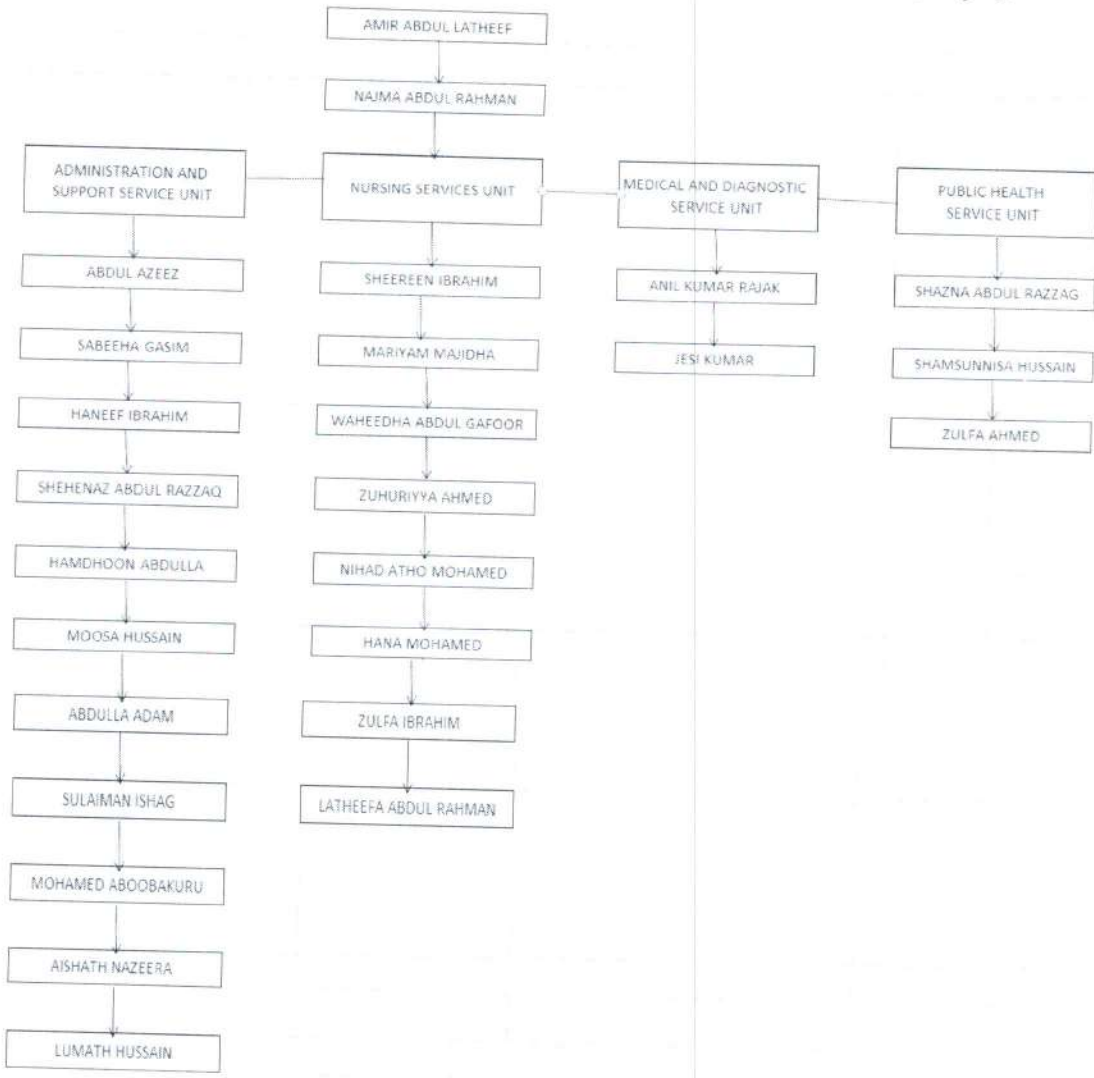 AMIR ABDUL LATHEEF
NAJMA ABDUL RAHMAN
ADMINISTRATION AND
SUPPORT SERVICE UNIT
NURSING SERVICES UNIT
MEDICAL AND DIAGNOSTIC
SERVICE UNIT
PUBLIC HEALTH
SERVICE UNIT
ABDUL AZEEZ
SABEEHA GASIM
HANEEF IBRAHIM
SHEHENAZ ABDUL RAZZAQ
HAMDHOON ABDULLA
MOOSA HUSSAIN
ABDULLA ADAM
SULAIMAN ISHAG
MOHAMED ABOOBAKURU
AISHATH NAZEERA
LUMATH HUSSAIN
SHEEREEN IBRAHIM
MARIYAM MAJIDHA
WAHEEDHA ABDUL GAFOOR
ZUHURIYYA AHMED
NIHAD ATHO MOHAMED
HANA MOHAMED
ZULFA IBRAHIM
LATHEEFA ABDUL RAHMAN
ANIL KUMAR RAJAK
JESI KUMAR
SHAZNA ABDUL RAZZAG
SHAMSUNNISA HUSSAIN
ZULFA AHMED